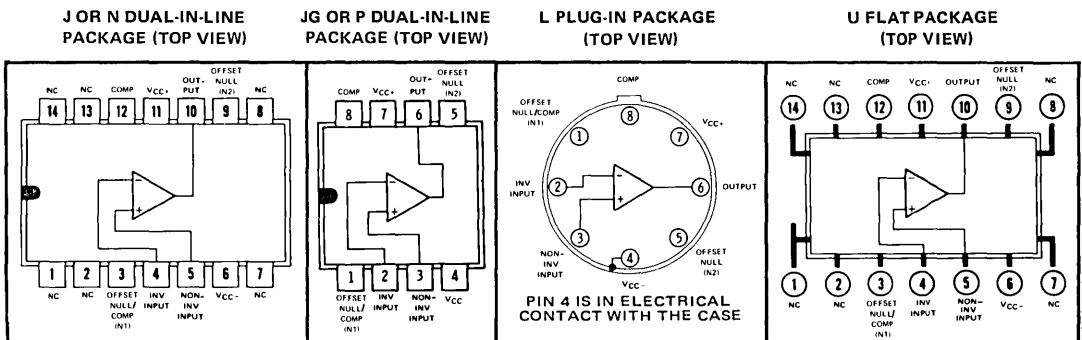 J OR N DUAL-IN-LINE
PACKAGE (TOP VIEW)
NC
NC
COMP
VCC+
OUT-
PUT
OFFSET
NULL
(N2)
NC
14
13
12
11
10
9
8
-
+
1
2
3
4
5
6
7
NC
NC
OFFSET
NULL/
COMP
(N1)
INV
INPUT
NON-
INV
INPUT
VCC-
NC
JG OR P DUAL-IN-LINE
PACKAGE (TOP VIEW)
COMP
VCC+
OUT-
PUT
OFFSET
NULL
(N2)
8
7
6
5
-
+
1
2
3
4
OFFSET
NULL/
COMP
(N1)
INV
INPUT
NON-
INV
INPUT
VCC
L PLUG-IN PACKAGE
(TOP VIEW)
COMP
OFFSET
NULL/COMP
(N1)
8
VCC+
1
7
INV
INPUT
2
-
+
6
OUTPUT
3
5
NON-
INV
INPUT
4
OFFSET
NULL
(N2)
VCC-
PIN 4 IS IN ELECTRICAL
CONTACT WITH THE CASE
U FLAT PACKAGE
(TOP VIEW)
NC
NC
COMP
VCC+
OUTPUT
OFFSET
NULL
(N2)
NC
14
13
12
11
10
9
8
-
+
1
2
3
4
5
6
7
NC
NC
OFFSET
NULL/
COMP
(N1)
INV
INPUT
NON-
INV
INPUT
VCC-
NC